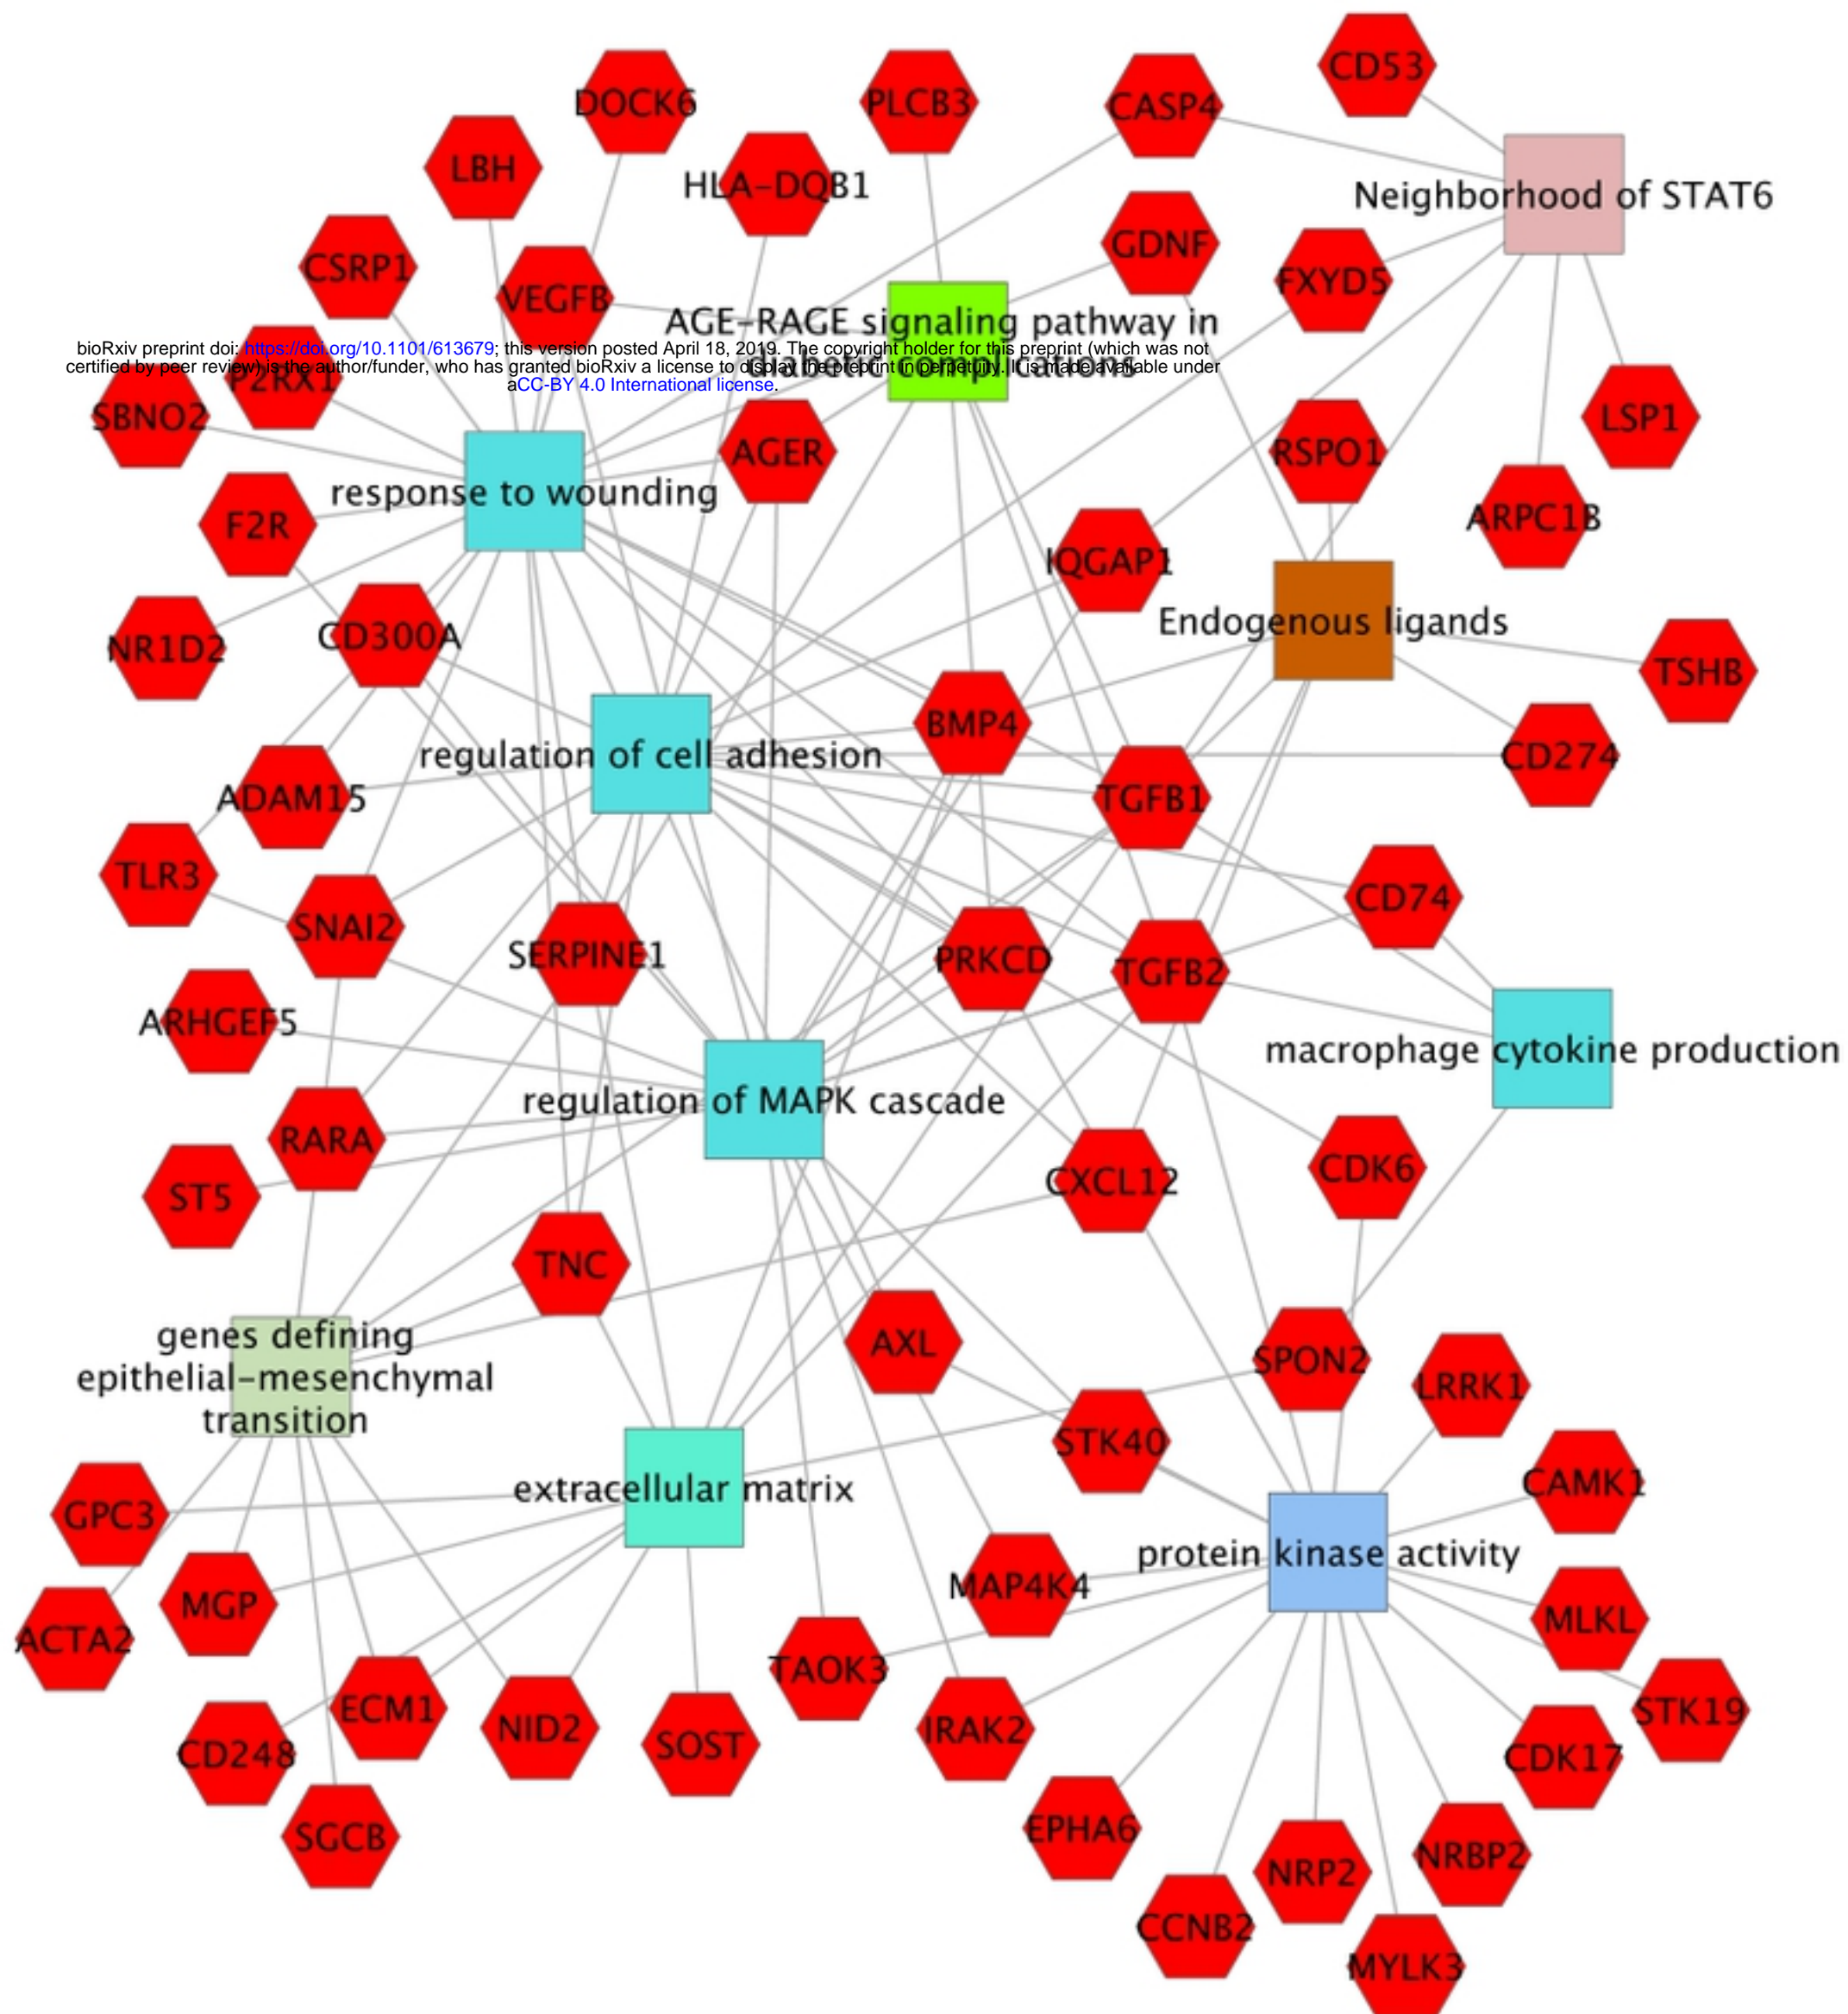 CD53
DOCK6
PLCB3
CASP4
LBH
HLA-DQB1
Neighborhood of STAT6
GDNF
CSRP1
VEGFB
FXYD5
AGE-RAGE signaling pathway in
diabetic complications
bioRxiv preprint doi: https://doi.org/10.1101/613679; this version posted April 18, 2019. The copyright holder for this preprint (which was not
certified by peer review) is the author/funder, who has granted bioRxiv a license to display the preprint in perpetuity. It is made available under
aCC-BY 4.0 International license.
P2RX1
SBNO2
LSP1
AGER
RSPO1
response to wounding
F2R
ARPC1B
IQGAP1
Endogenous ligands
NR1D2
CD300A
TSHB
BMP4
regulation of cell adhesion
CD274
ADAM15
TGFB1
TLR3
CD74
SNAI2
SERPINE1
PRKCD
TGFB2
ARHGEF5
macrophage cytokine production
regulation of MAPK cascade
RARA
CDK6
CXCL12
ST5
TNC
genes defining
epithelial-mesenchymal
transition
AXL
SPON2
LRRK1
STK40
CAMK1
extracellular matrix
GPC3
protein kinase activity
MAP4K4
MGP
MLKL
ACTA2
TAOK3
ECM1
STK19
NID2
IRAK2
SOST
CD248
CDK17
EPHA6
SGCB
NRBP2
NRP2
CCNB2
MYLK3